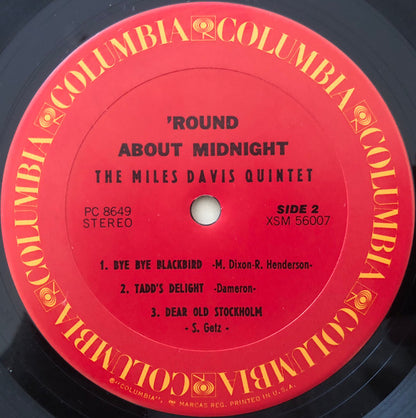 COLUMBIA COLUMBIA COLUMBIA COLUMBIA COLUMBIA COLUMBIA
'ROUND
ABOUT MIDNIGHT
THE MILES DAVIS QUINTET
PC 8649
STEREO
SIDE 2
XSM 56007
1. BYE BYE BLACKBIRD -M. Dixon-R. Henderson-
2. TADD'S DELIGHT -Dameron-
3. DEAR OLD STOCKHOLM
- S. Getz -
"COLUMBIA", MARCAS REG. PRINTED IN U.S.A.